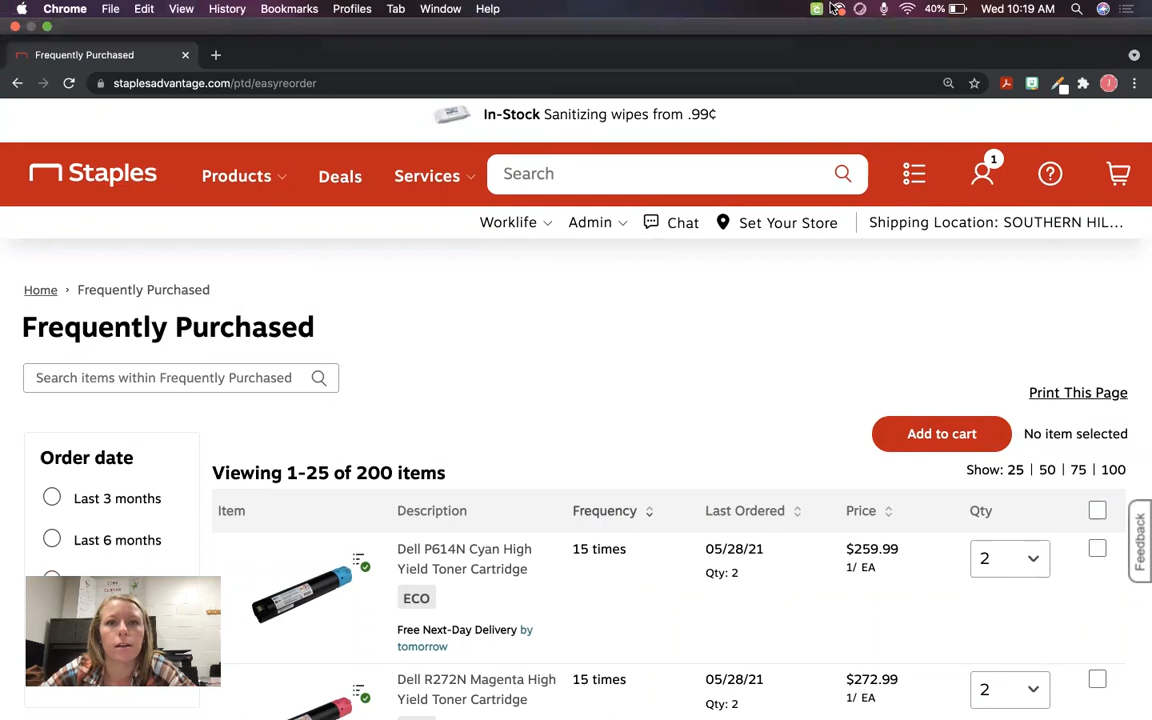 Chrome File Edit View History Bookmarks Profiles Tab Window Help 40% Wed 10:19 AM
Frequently Purchased
staplesadvantage.com/ptd/easyreorder
In-Stock Sanitizing wipes from .99¢
Staples Products Deals Services Search 1
Worklife Admin Chat Set Your Store Shipping Location: SOUTHERN HIL...
Home › Frequently Purchased
Frequently Purchased
Search items within Frequently Purchased
Print This Page
Add to cart No item selected
Order date
Viewing 1-25 of 200 items
Show: 25 | 50 | 75 | 100
Last 3 months
Last 6 months
Item Description Frequency Last Ordered Price Qty
Dell P614N Cyan High 15 times 05/28/21 $259.99 2
Yield Toner Cartridge Qty: 2 1/ EA
ECO
Free Next-Day Delivery by
tomorrow
Dell R272N Magenta High 15 times 05/28/21 $272.99 2
Yield Toner Cartridge Qty: 2 1/ EA
Feedback